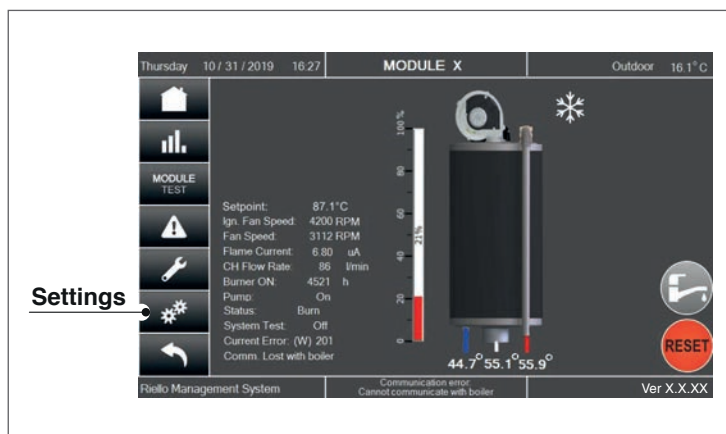 Thursday 10 / 31 / 2019 16:27 MODULE X Outdoor 16.1°C
MODULE
TEST
Settings
Setpoint: 87.1°C
Ign. Fan Speed: 4200 RPM
Fan Speed: 3112 RPM
Flame Current: 6.80 uA
CH Flow Rate: 86 l/min
Burner ON: 4521 h
Pump: On
Status: Burn
System Test: Off
Current Error: (W) 201
Comm. Lost with boiler
100 %
80
60
40
20
0
21%
44.7° 55.1° 55.9°
RESET
Riello Management System
Communication error:
Cannot communicate with boiler
Ver X.X.XX